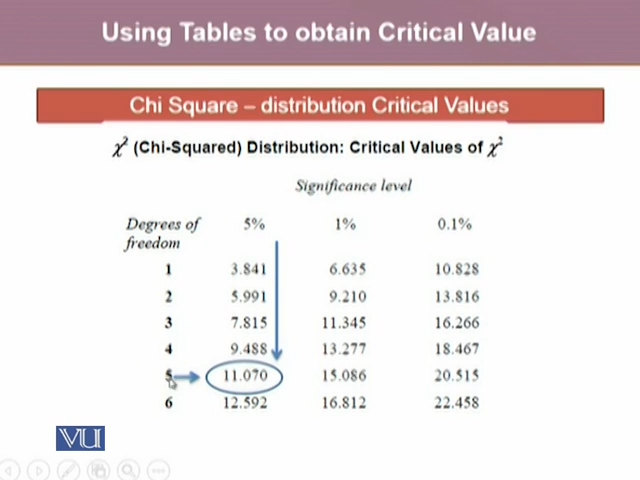 Using Tables to obtain Critical Value
Chi Square – distribution Critical Values
χ² (Chi-Squared) Distribution: Critical Values of χ²
Significance level
Degrees of freedom 5% 1% 0.1%
1 3.841 6.635 10.828
2 5.991 9.210 13.816
3 7.815 11.345 16.266
4 9.488 13.277 18.467
5 11.070 15.086 20.515
6 12.592 16.812 22.458
VU